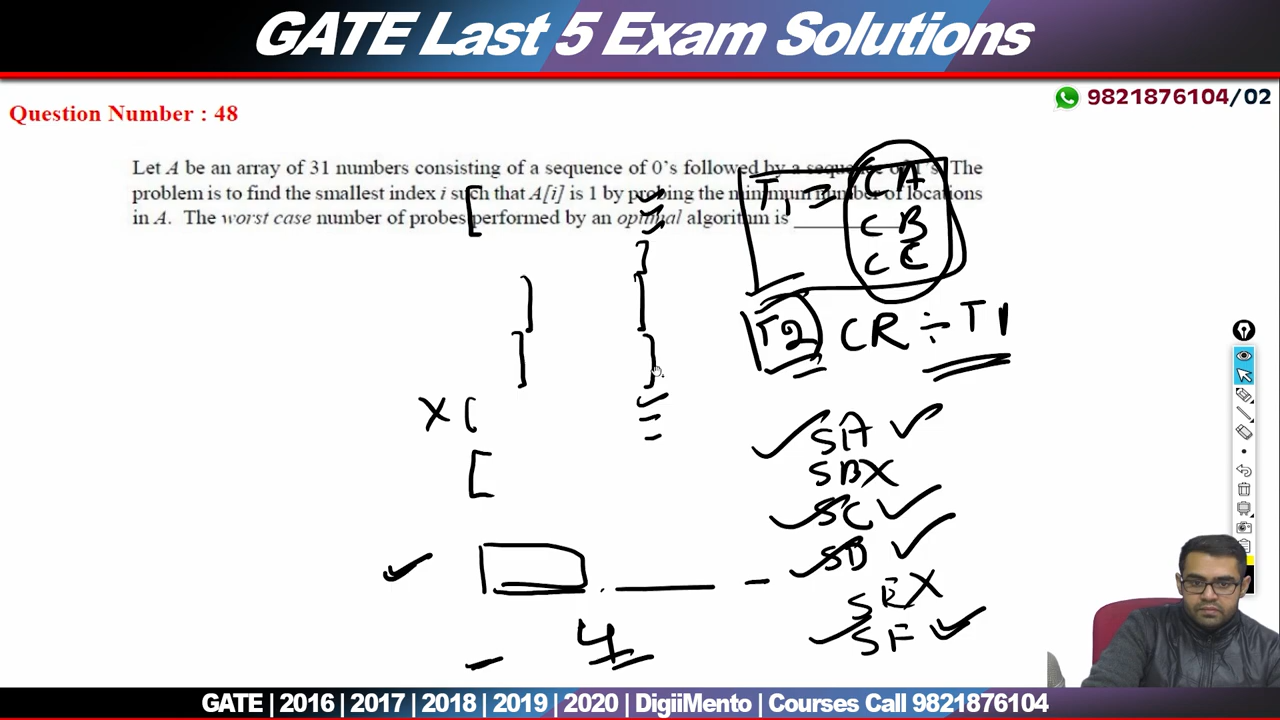 GATE Last 5 Exam Solutions
9821876104/02
Question Number : 48
Let A be an array of 31 numbers consisting of a sequence of 0's followed by a sequence of 1's. The
problem is to find the smallest index i such that A[i] is 1 by probing the minimum number of locations
in A. The worst case number of probes performed by an optimal algorithm is
T1 = CA
CB
CC
T2 CR ÷ T1
SA
SBX
SC
SD
SEX
SF
X
4
GATE | 2016 | 2017 | 2018 | 2019 | 2020 | DigiiMento | Courses Call 9821876104